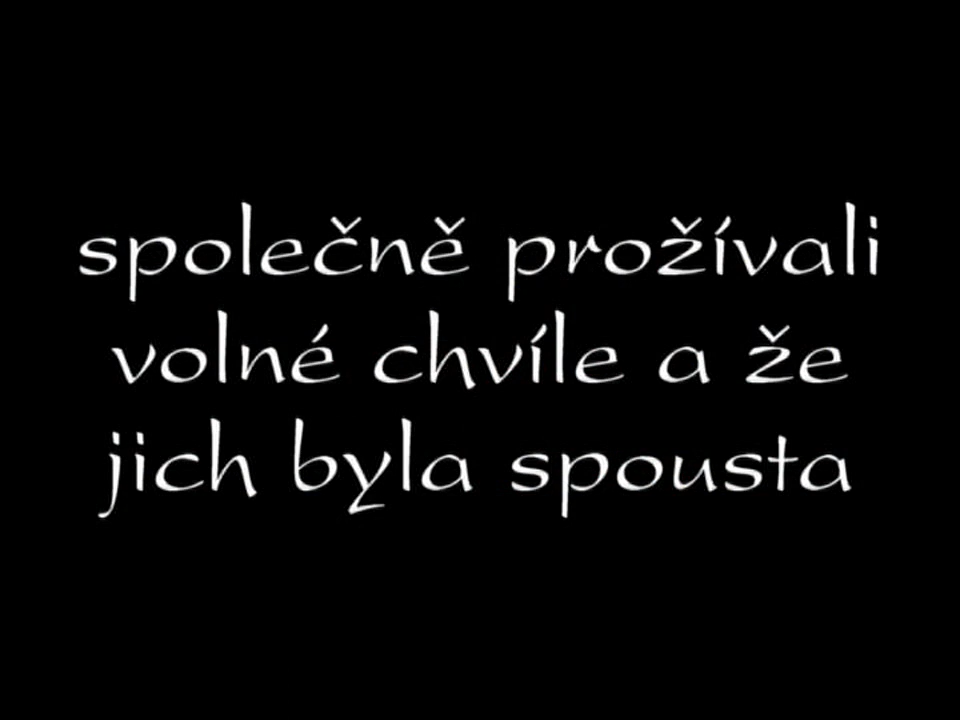 společně prožívali
volné chvíle a že
jich byla spousta